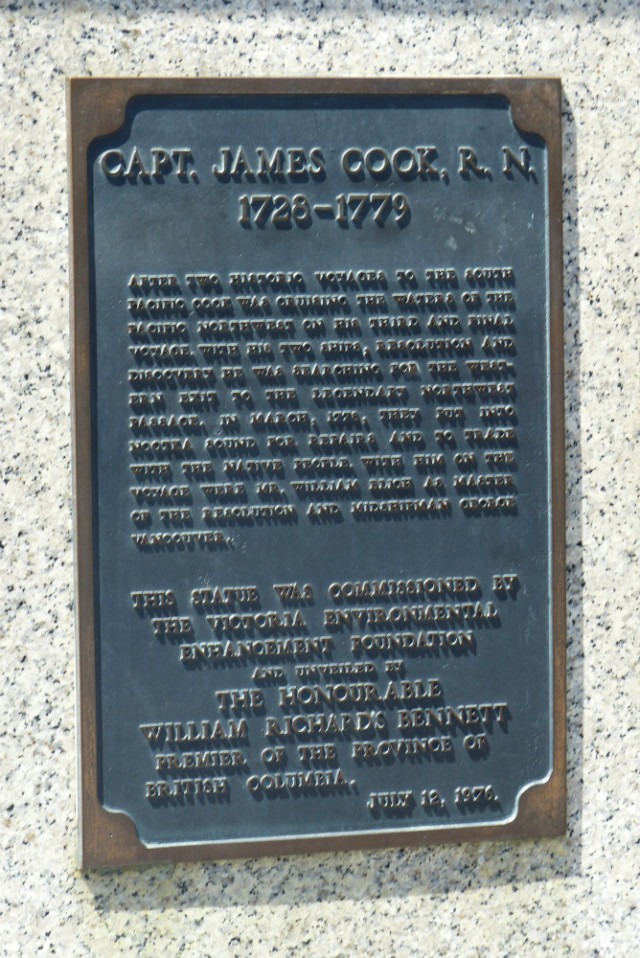 CAPT. JAMES COOK, R. N.
1728-1779
AFTER TWO HISTORIC VOYAGES TO THE SOUTH
PACIFIC COOK WAS CRUISING THE WATERS OF THE
PACIFIC NORTHWEST ON HIS THIRD AND FINAL
VOYAGE. WITH HIS TWO SHIPS, RESOLUTION AND
DISCOVERY HE WAS SEARCHING FOR THE WEST-
ERN EXIT TO THE LEGENDARY NORTHWEST
PASSAGE. IN MARCH, 1778, THEY PUT INTO
NOOTKA SOUND FOR REPAIRS AND TO TRADE
WITH THE NATIVE PEOPLE. WITH HIM ON THE
VOYAGE WERE MR. WILLIAM BLIGH AS MASTER
OF THE RESOLUTION AND MIDSHIPMAN GEORGE
VANCOUVER.
THIS STATUE WAS COMMISSIONED BY
THE VICTORIA ENVIRONMENTAL
ENHANCEMENT FOUNDATION
AND UNVEILED BY
THE HONOURABLE
WILLIAM RICHARDS BENNETT
PREMIER OF THE PROVINCE OF
BRITISH COLUMBIA.
JULY 12, 1976.